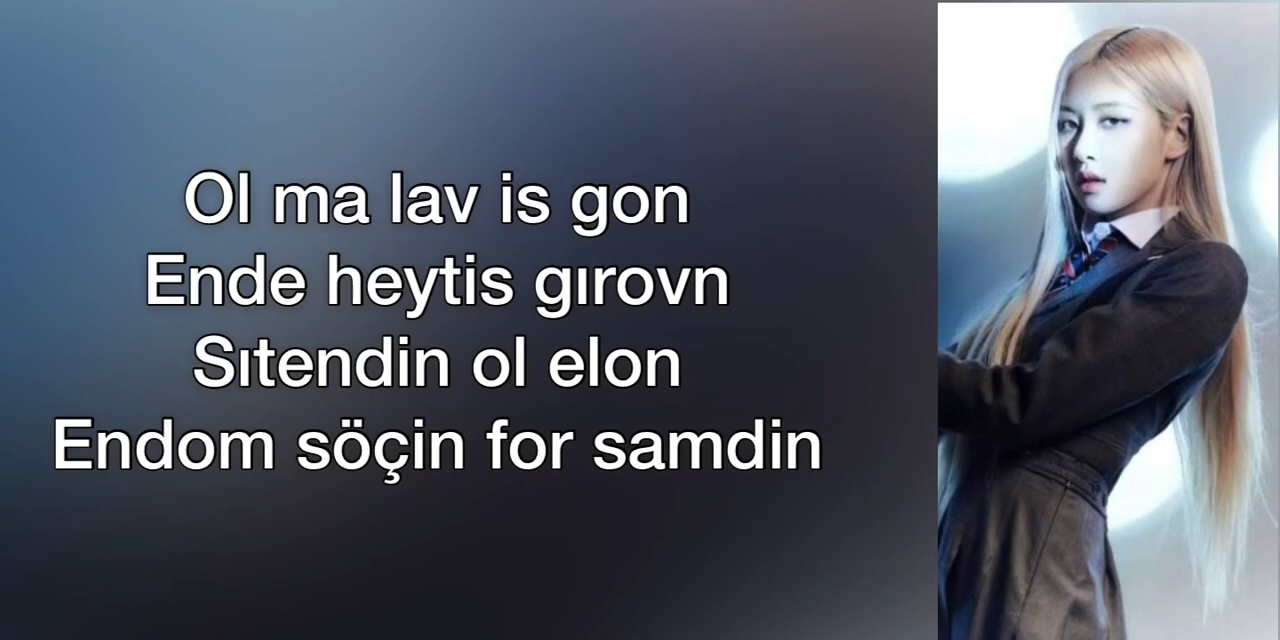 Ol ma lav is gon
Ende heytis gırovn
Sıtendin ol elon
Endom söçin for samdin